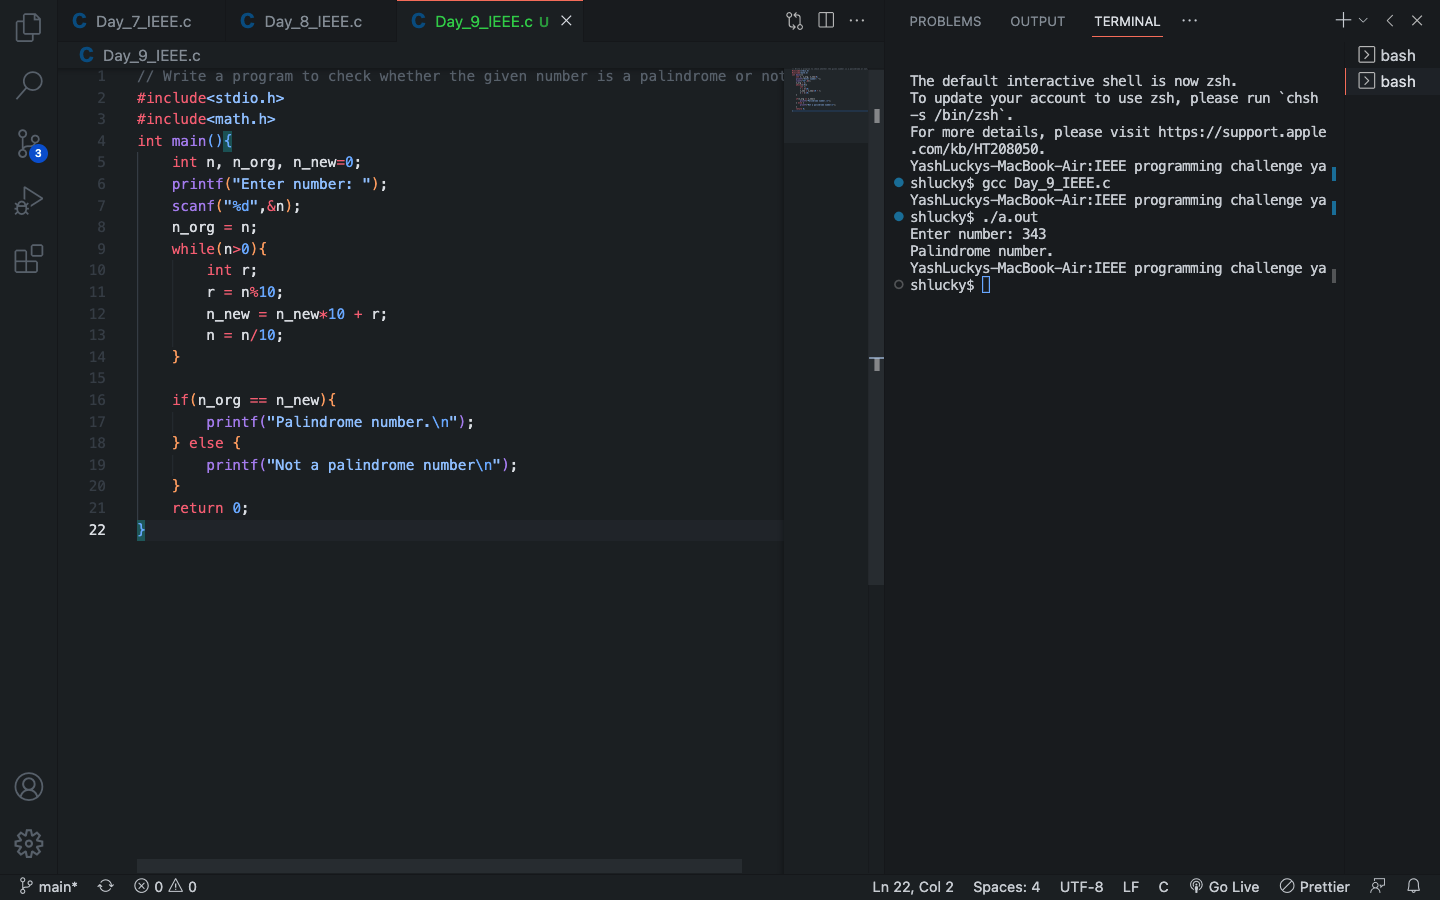 Day_7_IEEE.c
Day_8_IEEE.c
Day_9_IEEE.c U
Day_9_IEEE.c
1 // Write a program to check whether the given number is a palindrome or not
2 #include<stdio.h>
3 #include<math.h>
4 int main(){
5     int n, n_org, n_new=0;
6     printf("Enter number: ");
7     scanf("%d",&n);
8     n_org = n;
9     while(n>0){
10         int r;
11         r = n%10;
12         n_new = n_new*10 + r;
13         n = n/10;
14     }
15
16     if(n_org == n_new){
17         printf("Palindrome number.\n");
18     } else {
19         printf("Not a palindrome number\n");
20     }
21     return 0;
22 }
PROBLEMS OUTPUT TERMINAL
The default interactive shell is now zsh.
To update your account to use zsh, please run `chsh
-s /bin/zsh`.
For more details, please visit https://support.apple
.com/kb/HT208050.
YashLuckys-MacBook-Air:IEEE programming challenge ya
shlucky$ gcc Day_9_IEEE.c
YashLuckys-MacBook-Air:IEEE programming challenge ya
shlucky$ ./a.out
Enter number: 343
Palindrome number.
YashLuckys-MacBook-Air:IEEE programming challenge ya
shlucky$
bash
bash
3
main* 0 0 Ln 22, Col 2 Spaces: 4 UTF-8 LF C Go Live Prettier